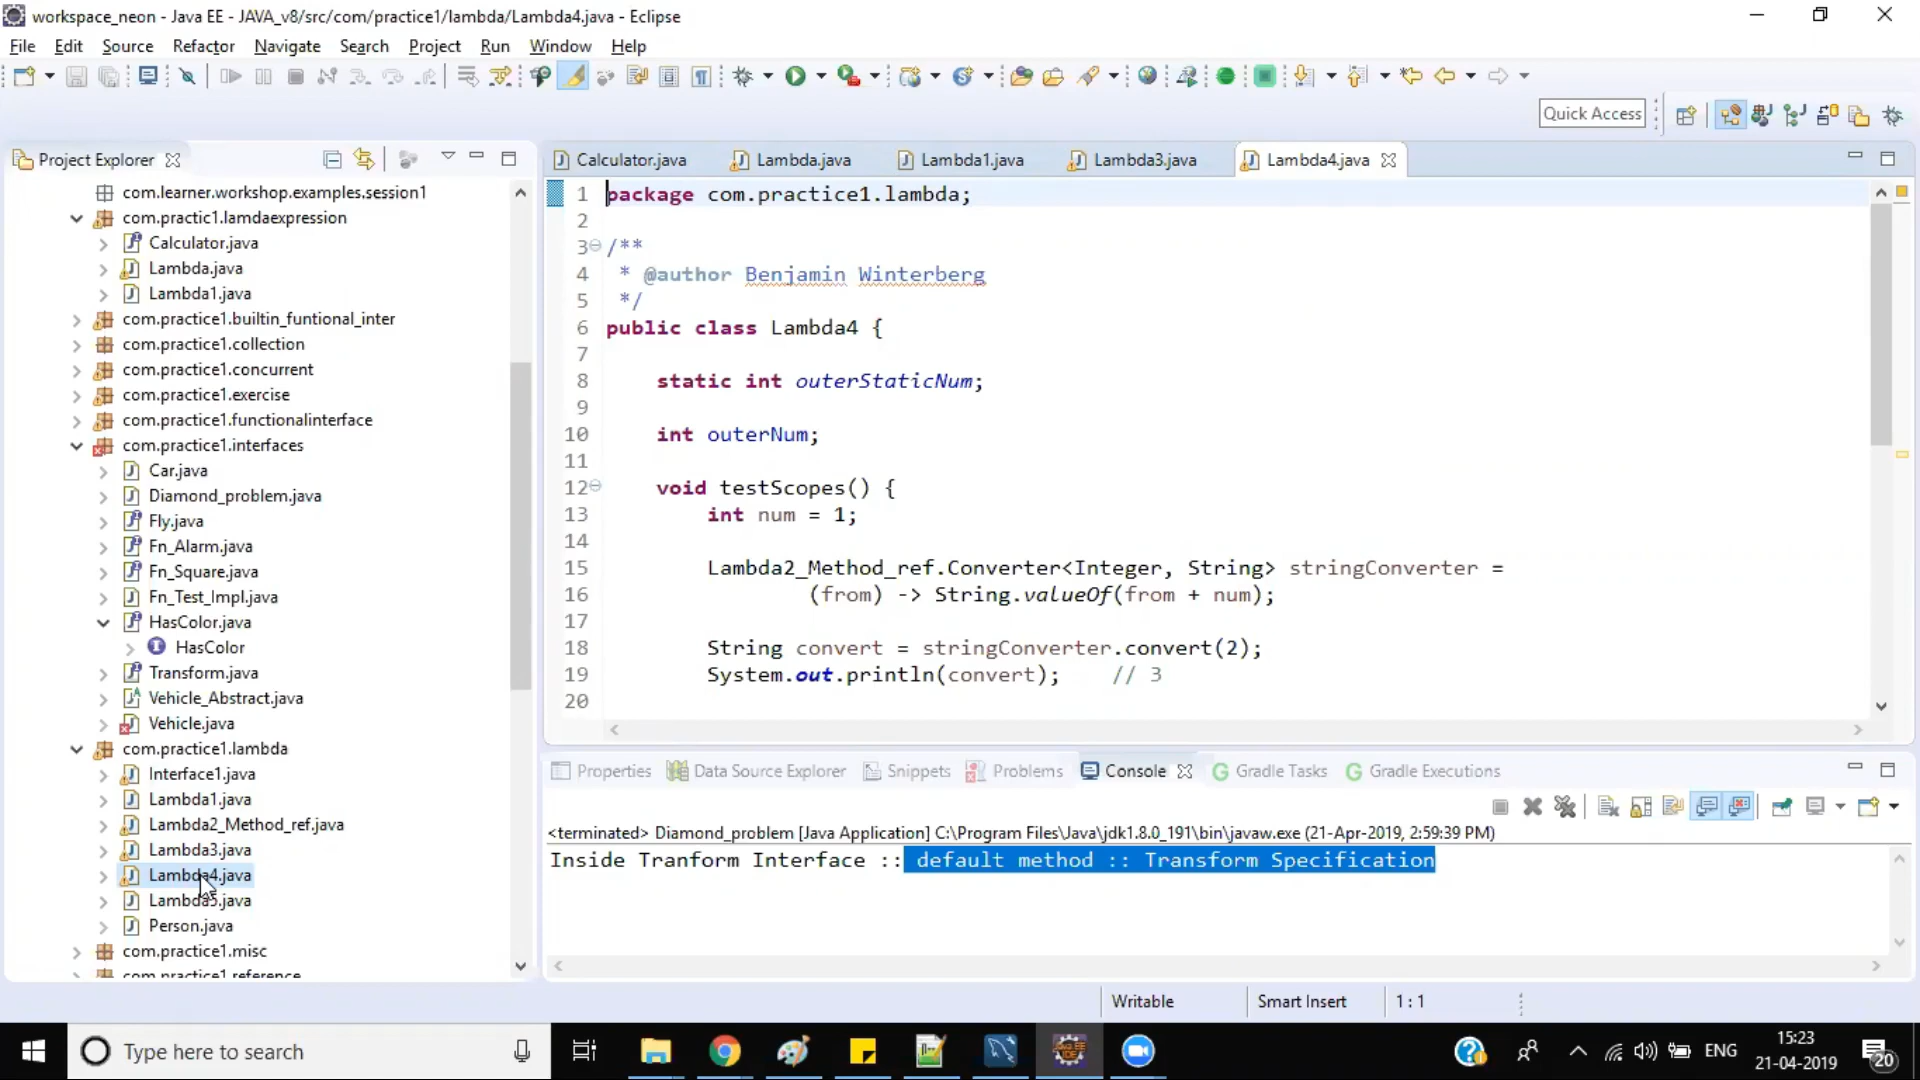 workspace_neon - Java EE - JAVA_v8/src/com/practice1/lambda/Lambda4.java - Eclipse
File Edit Source Refactor Navigate Search Project Run Window Help
Quick Access
Project Explorer
com.learner.workshop.examples.session1
com.practic1.lamdaexpression
Calculator.java
Lambda.java
Lambda1.java
com.practice1.builtin_funtional_inter
com.practice1.collection
com.practice1.concurrent
com.practice1.exercise
com.practice1.functionalinterface
com.practice1.interfaces
Car.java
Diamond_problem.java
Fly.java
Fn_Alarm.java
Fn_Square.java
Fn_Test_Impl.java
HasColor.java
HasColor
Transform.java
Vehicle_Abstract.java
Vehicle.java
com.practice1.lambda
Interface1.java
Lambda1.java
Lambda2_Method_ref.java
Lambda3.java
Lambda4.java
Lambda5.java
Person.java
com.practice1.misc
com.practice1.reference
Calculator.java Lambda.java Lambda1.java Lambda3.java Lambda4.java
1 package com.practice1.lambda;
2
3 /**
4 * @author Benjamin Winterberg
5 */
6 public class Lambda4 {
7
8 static int outerStaticNum;
9
10 int outerNum;
11
12 void testScopes() {
13 int num = 1;
14
15 Lambda2_Method_ref.Converter<Integer, String> stringConverter =
16 (from) -> String.valueOf(from + num);
17
18 String convert = stringConverter.convert(2);
19 System.out.println(convert); // 3
20
Properties Data Source Explorer Snippets Problems Console Gradle Tasks Gradle Executions
<terminated> Diamond_problem [Java Application] C:\Program Files\Java\jdk1.8.0_191\bin\javaw.exe (21-Apr-2019, 2:59:39 PM)
Inside Tranform Interface :: default method :: Transform Specification
Writable Smart Insert 1 : 1
Type here to search
ENG
15:23
21-04-2019
20